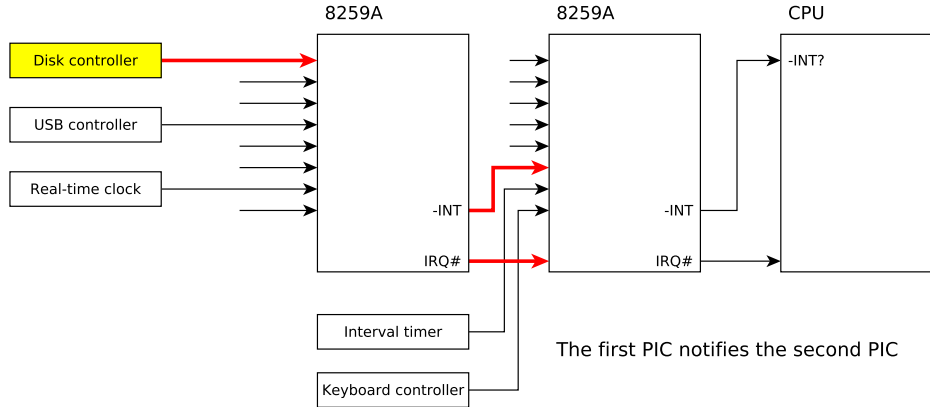 8259A
8259A
CPU
Disk controller
-INT?
USB controller
Real-time clock
-INT
-INT
IRQ#
IRQ#
Interval timer
The first PIC notifies the second PIC
Keyboard controller